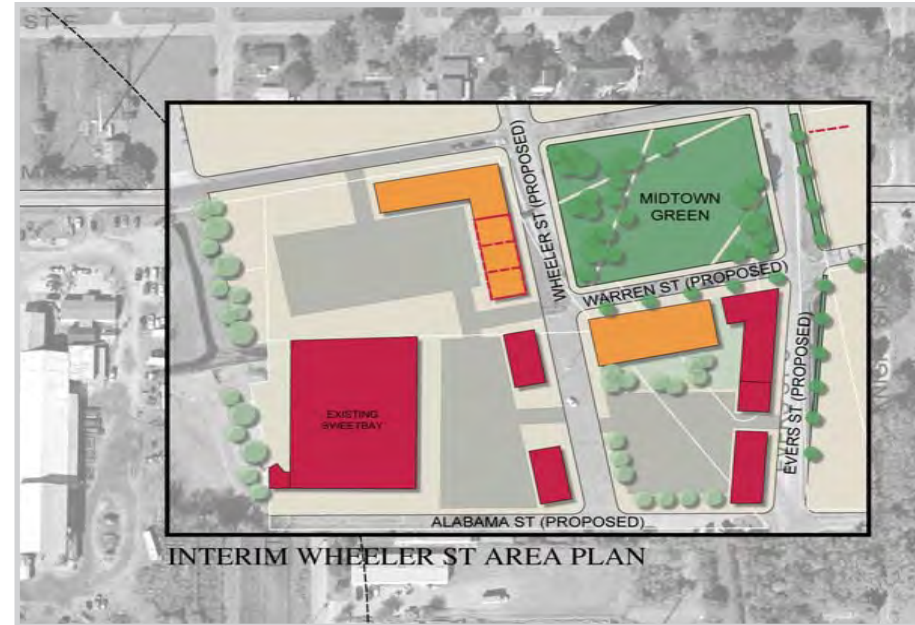 ST E
WHEELER ST (PROPOSED)
MIDTOWN
GREEN
WARREN ST (PROPOSED)
EVERS ST (PROPOSED)
EXISTING
SWEETBAY
ALABAMA ST (PROPOSED)
INTERIM WHEELER ST AREA PLAN